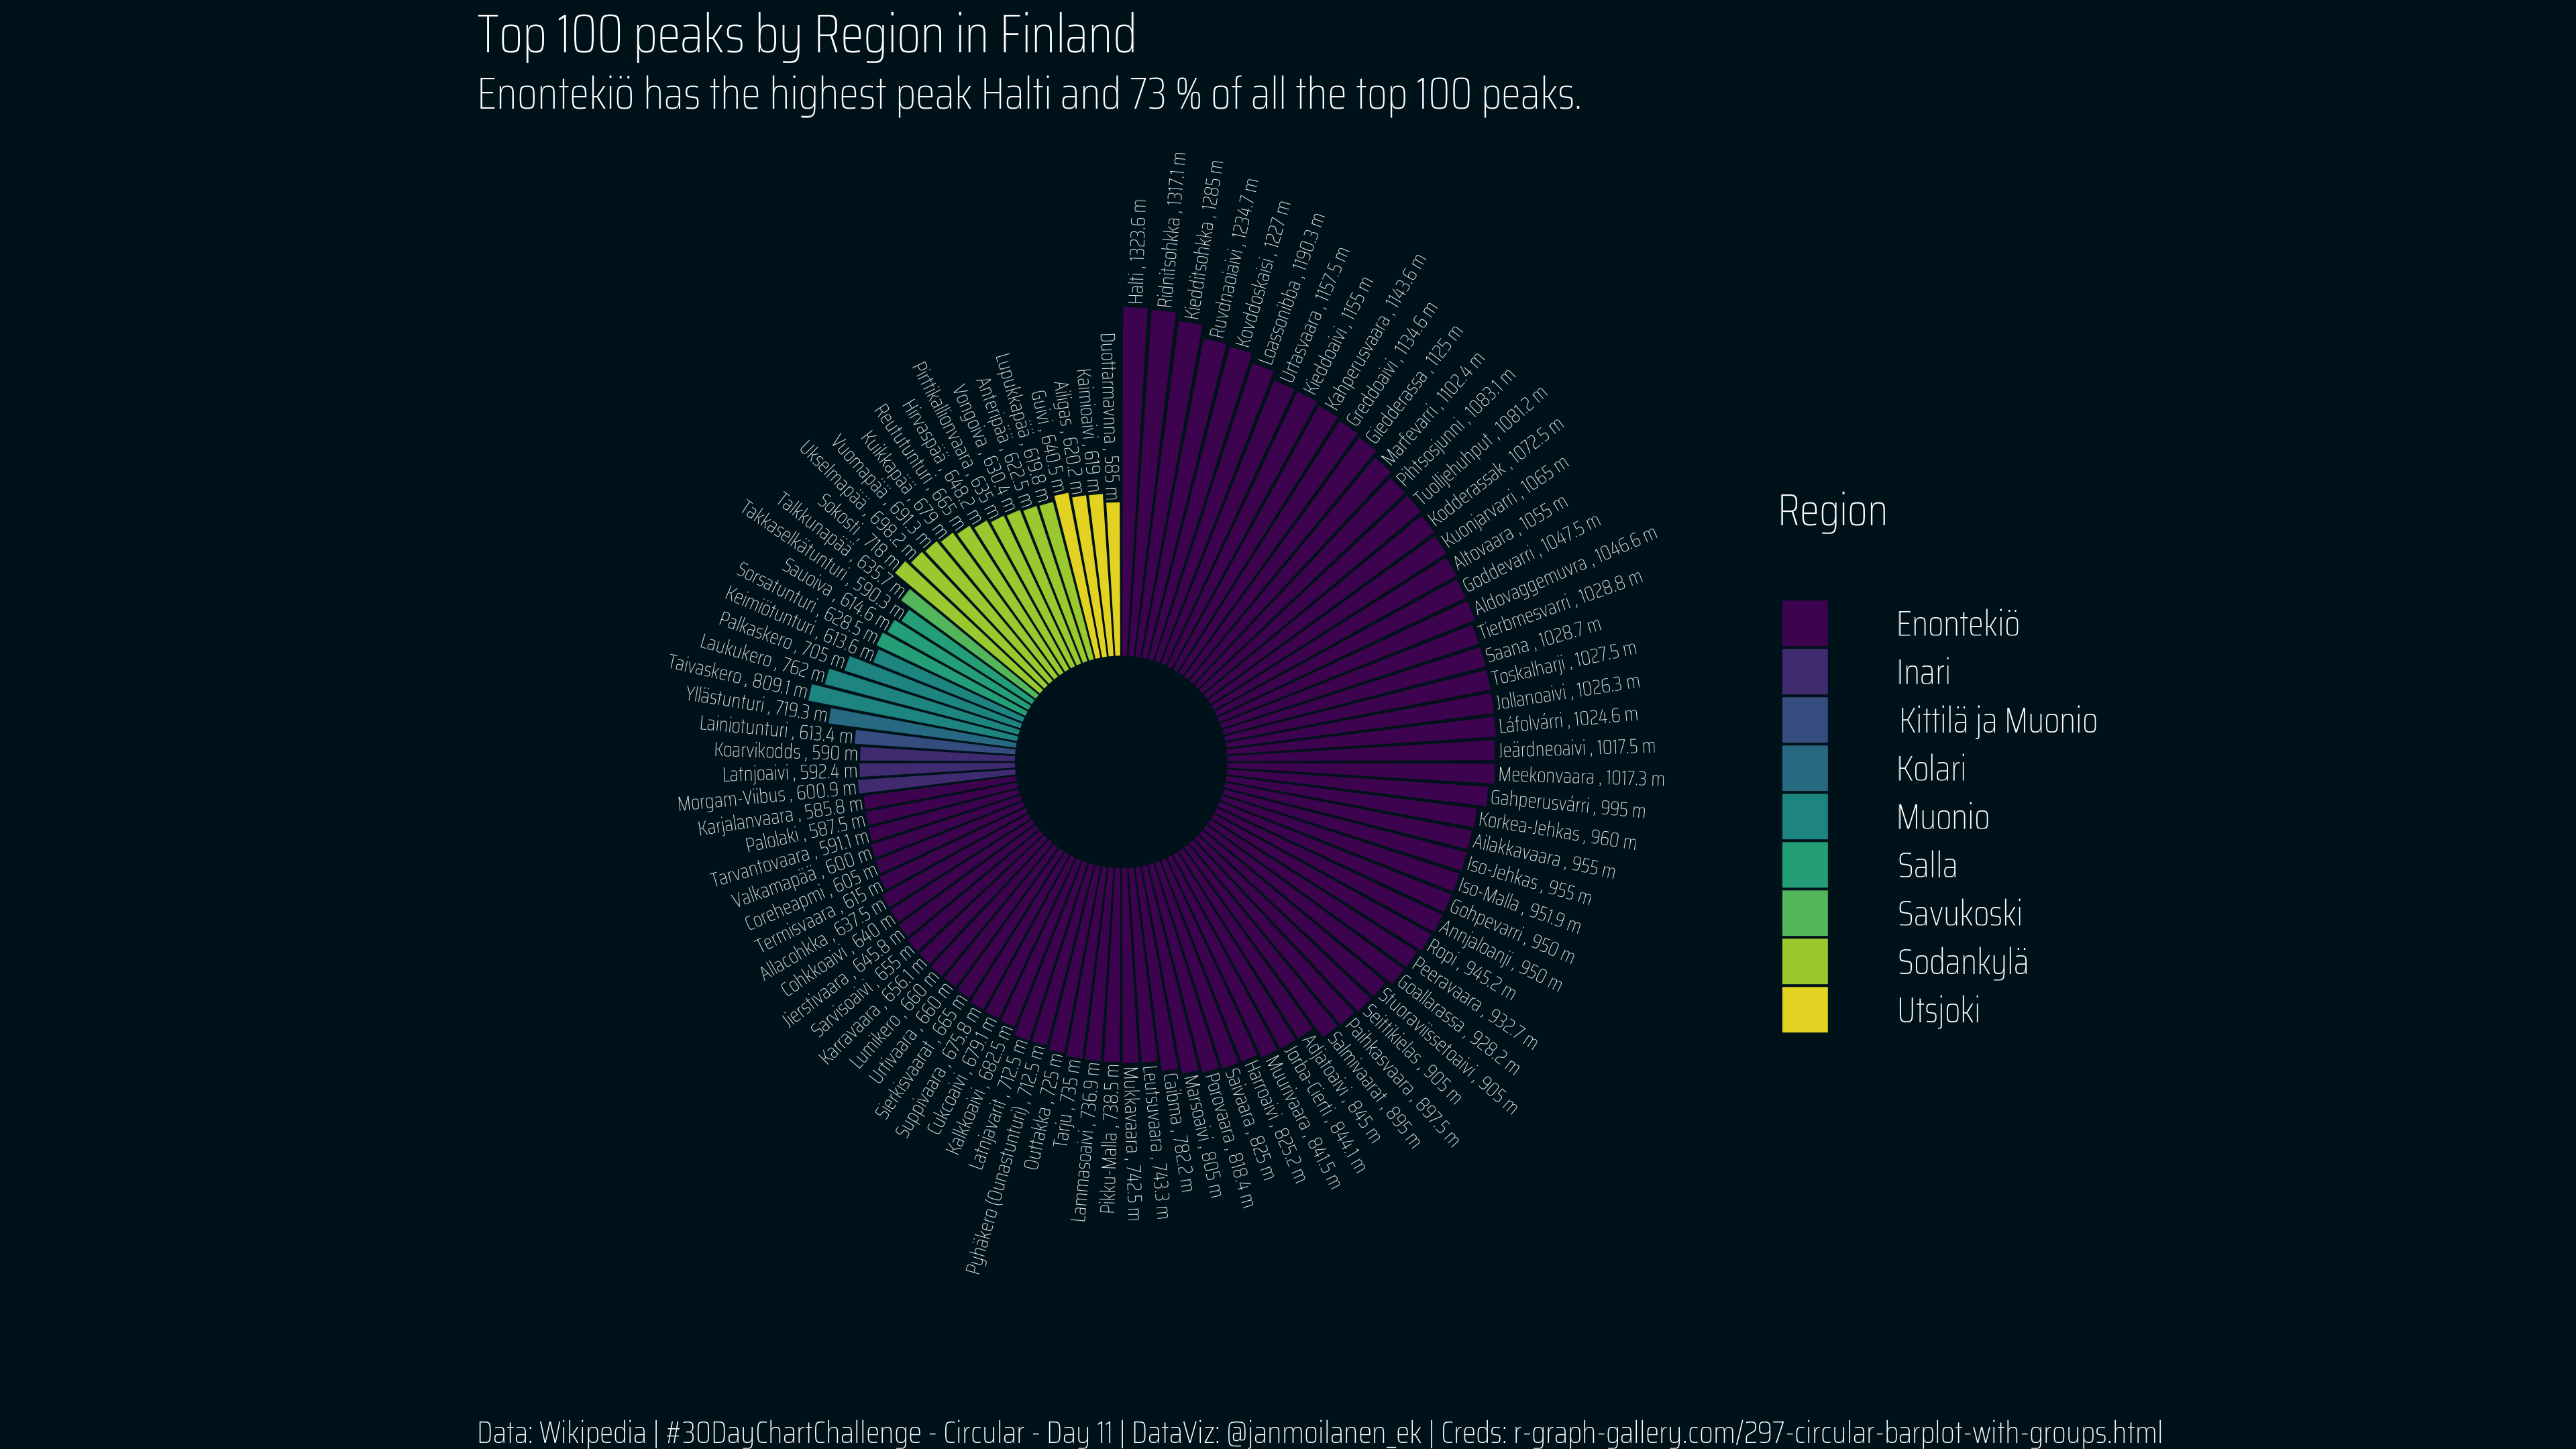 Top 100 peaks by Region in Finland
Enontekiö has the highest peak Halti and 73 % of all the top 100 peaks.
Halti , 1323.6 m
Ridnitsohkka , 1317.1 m
Kiedditsohkka , 1285 m
Ruvdnaoiaivi , 1234.7 m
Kovddoskaisi , 1227 m
Loassonibba , 1190.3 m
Urtasvaara , 1157.5 m
Kieddoaivi , 1155 m
Kahperusvaara , 1143.6 m
Gredoaivi , 1134.6 m
Giedderassa , 1125 m
Marfevarri , 1102.4 m
Pihtsosjunni , 1083.1 m
Tuolljehuhput , 1081.2 m
Kodderassak , 1072.5 m
Kuonjarvarri , 1065 m
Altovaara , 1055 m
Goddevarri , 1047.5 m
Aldovaggemuvra , 1046.6 m
Tierbmesvarri , 1028.8 m
Saana , 1028.7 m
Toskalharji , 1027.5 m
Jollanoaivi , 1026.3 m
Láfolvárri , 1024.6 m
Jeärdneoaivi , 1017.5 m
Meekonvaara , 1017.3 m
Gahperusvárri , 995 m
Korkea-Jehkas , 960 m
Ailakkavaara , 955 m
Iso-Jehkas , 955 m
Iso-Malla , 951.9 m
Gohpevarri , 950 m
Annjaloanji , 950 m
Ropi , 945.2 m
Peeravaara , 932.7 m
Goallarassa , 928.2 m
Stuoraviissetoaivi , 905 m
Seittikielas , 905 m
Paihkasvaara , 897.5 m
Salmivaarat , 895 m
Adjatoaivi , 845 m
Jorba-Cierti , 844.1 m
Muurivaara , 841.5 m
Harroaivi , 825.2 m
Saivaara , 825 m
Porovaara , 818.4 m
Marsoaivi , 805 m
Calbma , 782.2 m
Leutsuvaara , 743.3 m
Mukkavaara , 742.5 m
Pikku-Malla , 738.5 m
Lammasoaivi , 736.9 m
Tarju , 735 m
Outtakka , 725 m
Pyhäkero (Ounastunturi) , 712.5 m
Latnjavarit , 712.5 m
Kalkkoaivi , 682.5 m
Cukcoaivi , 679.1 m
Suppivaara , 675.8 m
Sierkisvaarat , 665 m
Urtivaara , 660 m
Lumikero , 660 m
Karravaara , 656.1 m
Sarvisoaivi , 655 m
Jierstivaara , 645.8 m
Cohkkoaivi , 640 m
Allacohkka , 637.5 m
Termisvaara , 615 m
Coreheapmi , 605 m
Valkamapää , 600 m
Tarvantovaara , 591.1 m
Palolaki , 587.5 m
Karjalanvaara , 585.8 m
Morgam-Viibus , 600.9 m
Latnjoaivi , 592.4 m
Koarvikodds , 590 m
Lainiotunturi , 613.4 m
Yllästunturi , 719.3 m
Taivaskero , 809.1 m
Laukukero , 762 m
Palkaskero , 705 m
Keimiötunturi , 613.6 m
Sorsatunturi , 628.5 m
Sauoiva , 614.6 m
Takkaselkätunturi , 590.3 m
Talkkunapää , 635.7 m
Sokosti , 718 m
Ukselmapää , 698.2 m
Vuomapää , 691.3 m
Kuikkapää , 679 m
Reutututunturi , 665 m
Hirvaspää , 648.2 m
Pirttikallionvaara , 635 m
Vongoiva , 630.4 m
Anteripää , 622.5 m
Lupukkapää , 619.8 m
Guivi , 640.5 m
Ailigas , 620.2 m
Kaimioaivi , 619 m
Duottarmavnna , 585 m
Region
Enontekiö
Inari
Kittilä ja Muonio
Kolari
Muonio
Salla
Savukoski
Sodankylä
Utsjoki
Data: Wikipedia | #30DayChartChallenge - Circular - Day 11 | DataViz: @janmoilanen_ek | Creds: r-graph-gallery.com/297-circular-barplot-with-groups.html